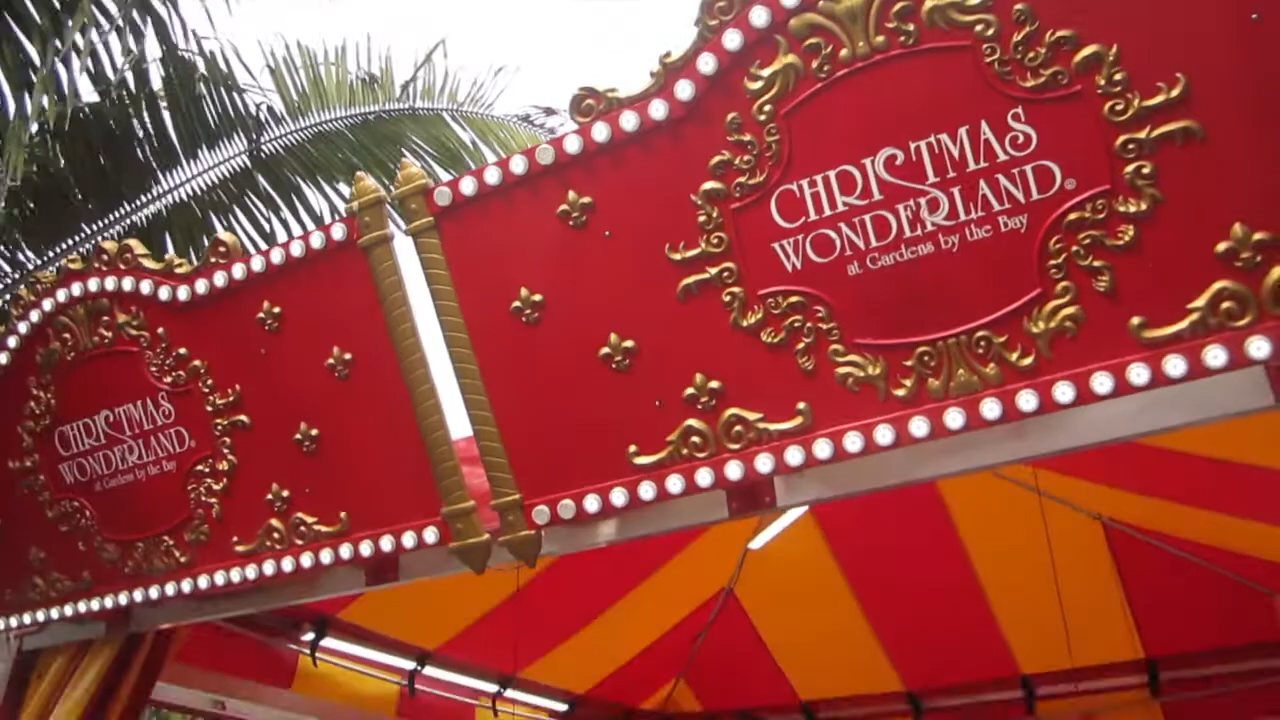 CHRISTMAS
WONDERLAND®
at Gardens by the Bay
CHRISTMAS
WONDERLAND®
at Gardens by the Bay